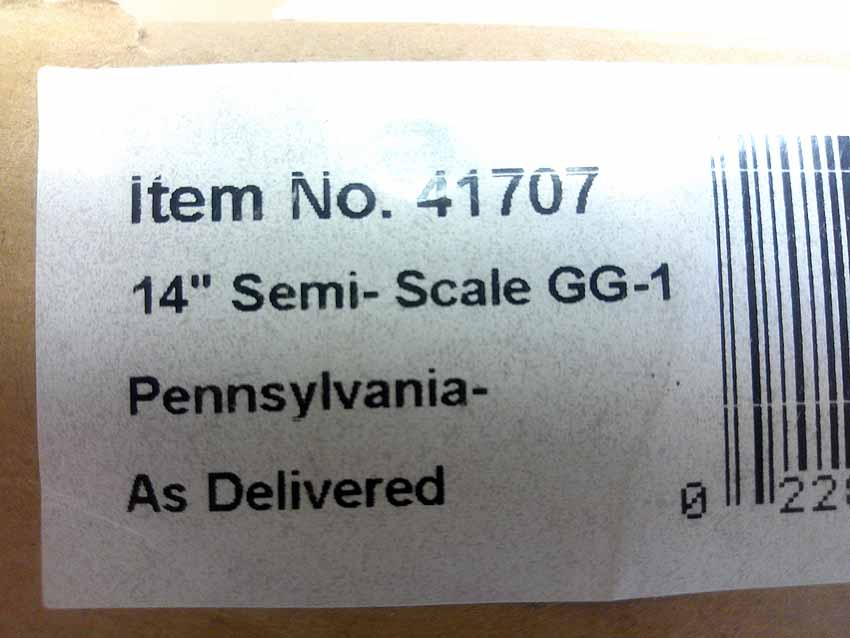 Item No. 41707
14" Semi- Scale GG-1
Pennsylvania-
As Delivered
0 22